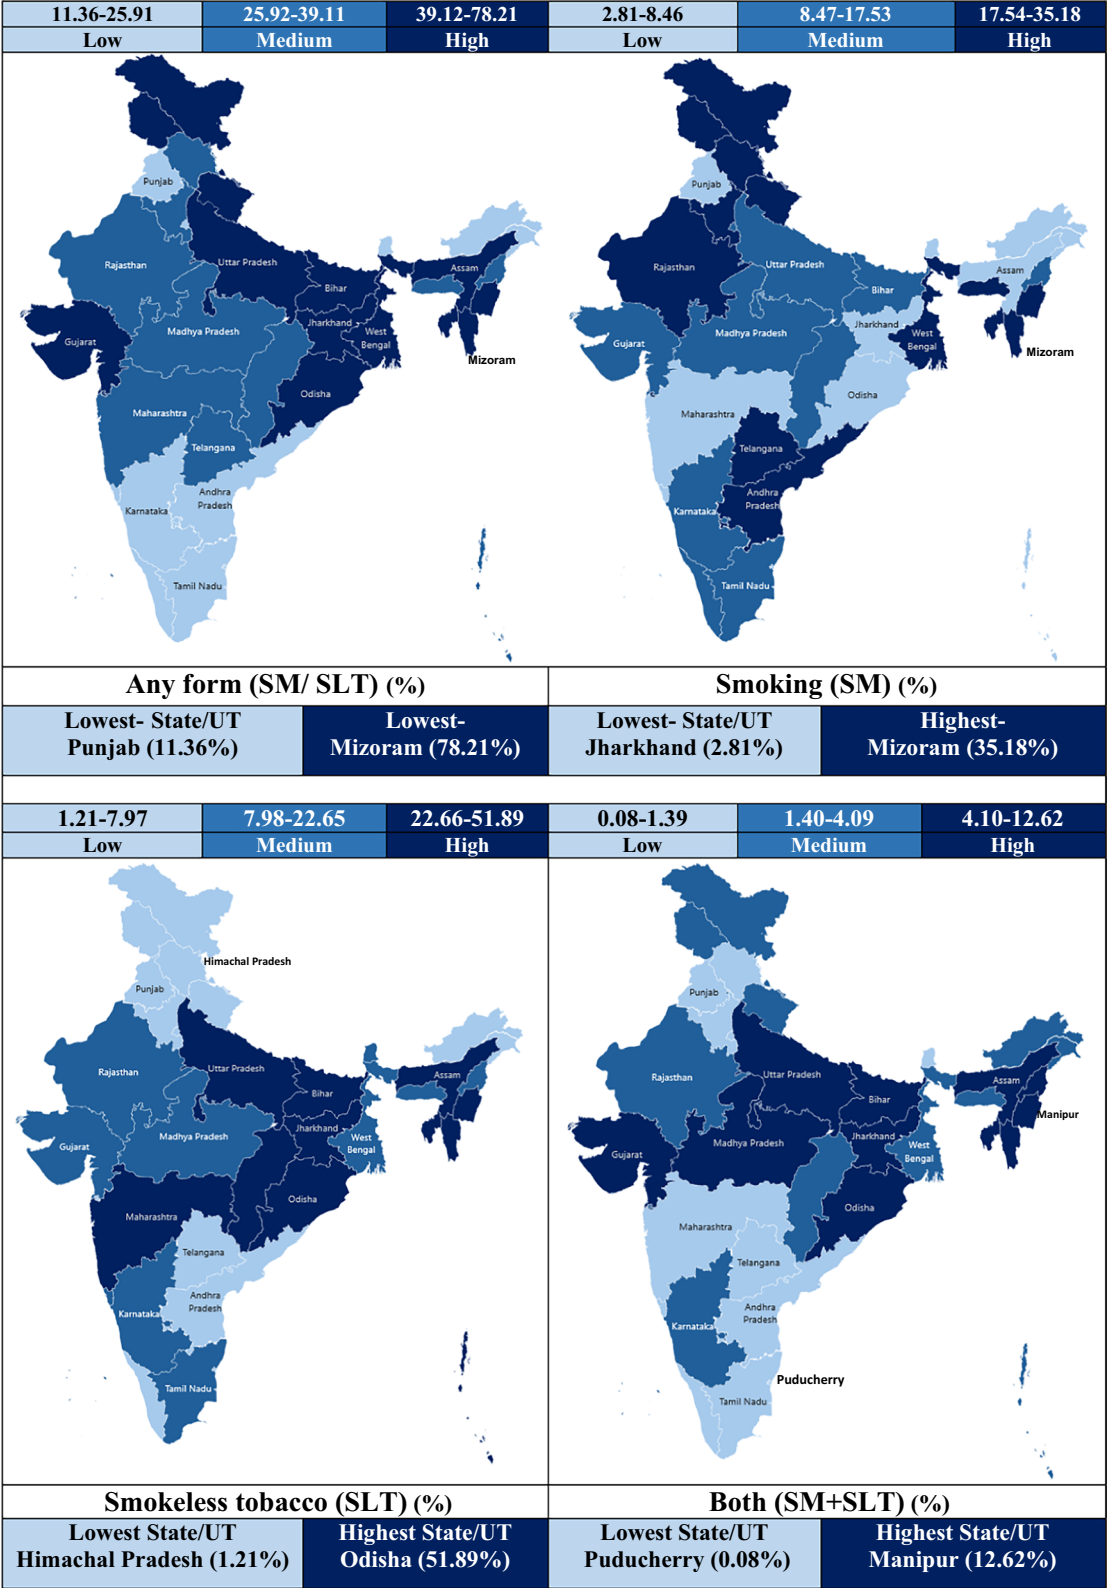 11.36-25.91 25.92-39.11 39.12-78.21 2.81-8.46 8.47-17.53 17.54-35.18
Low Medium High Low Medium High
Punjab
Rajasthan
Uttar Pradesh
Bihar
Assam
Gujarat
Madhya Pradesh
Jharkhand
West
Bengal
Mizoram
Odisha
Maharashtra
Telangana
Andhra
Pradesh
Karnataka
Tamil Nadu
Punjab
Rajasthan
Uttar Pradesh
Assam
Bihar
Gujarat
Madhya Pradesh
Jharkhand
West
Bengal
Mizoram
Odisha
Maharashtra
Telangana
Andhra
Pradesh
Karnataka
Tamil Nadu
Any form (SM/ SLT) (%) Smoking (SM) (%)
Lowest- State/UT Lowest- Lowest- State/UT Highest-
Punjab (11.36%) Mizoram (78.21%) Jharkhand (2.81%) Mizoram (35.18%)
1.21-7.97 7.98-22.65 22.66-51.89 0.08-1.39 1.40-4.09 4.10-12.62
Low Medium High Low Medium High
Himachal Pradesh
Punjab
Rajasthan
Uttar Pradesh
Assam
Bihar
Jharkhand
Gujarat
Madhya Pradesh
West
Bengal
Odisha
Maharashtra
Telangana
Andhra
Pradesh
Karnataka
Tamil Nadu
Punjab
Rajasthan
Uttar Pradesh
Assam
Bihar
Manipur
Jharkhand
Madhya Pradesh
West
Bengal
Gujarat
Odisha
Maharashtra
Telangana
Andhra
Pradesh
Karnataka
Puducherry
Tamil Nadu
Smokeless tobacco (SLT) (%) Both (SM+SLT) (%)
Lowest State/UT Highest State/UT Lowest State/UT Highest State/UT
Himachal Pradesh (1.21%) Odisha (51.89%) Puducherry (0.08%) Manipur (12.62%)